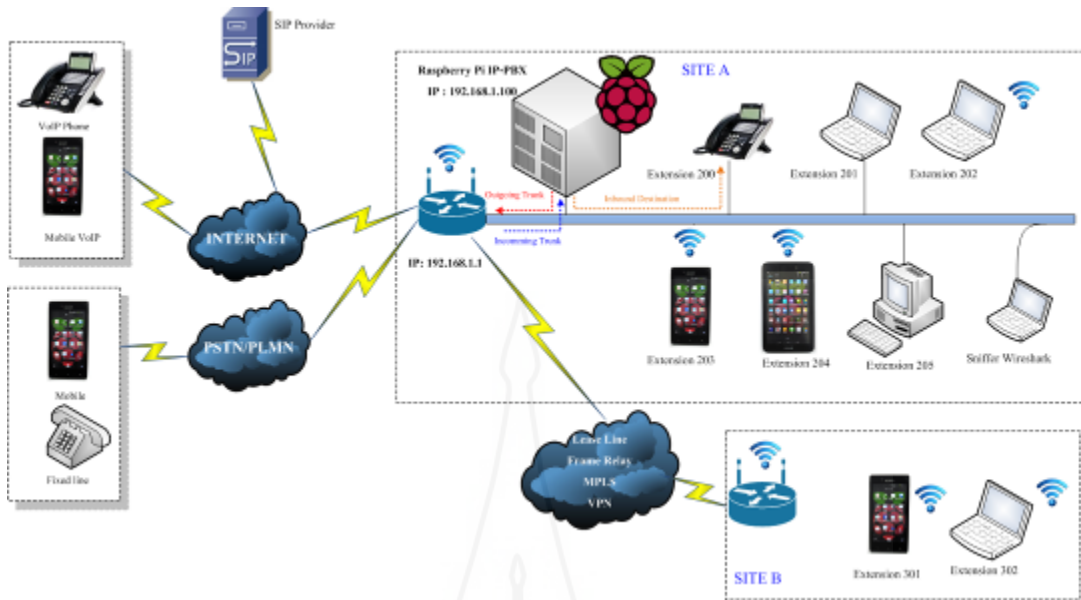 SIP Provider
SIP
VoIP Phone
Mobile VoIP
INTERNET
Mobile
Fixed line
PSTN/PLMN
Raspberry Pi IP-PBX
IP : 192.168.1.100
SITE A
Extension 200
Extension 201
Extension 202
Outgoing Trunk
Inbound Destination
Incomming Trunk
IP: 192.168.1.1
Extension 203
Extension 204
Extension 205
Sniffer Wireshark
Lease Line
Frame Relay
MPLS
VPN
SITE B
Extension 301
Extension 302